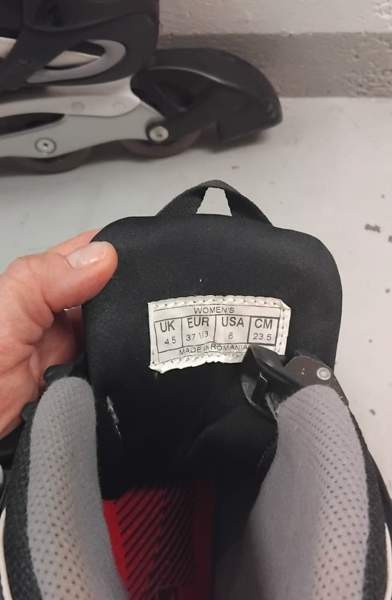 WOMEN'S
UK EUR USA CM
4.5 37 1/3 6 23.5
MADE IN ROMANIA